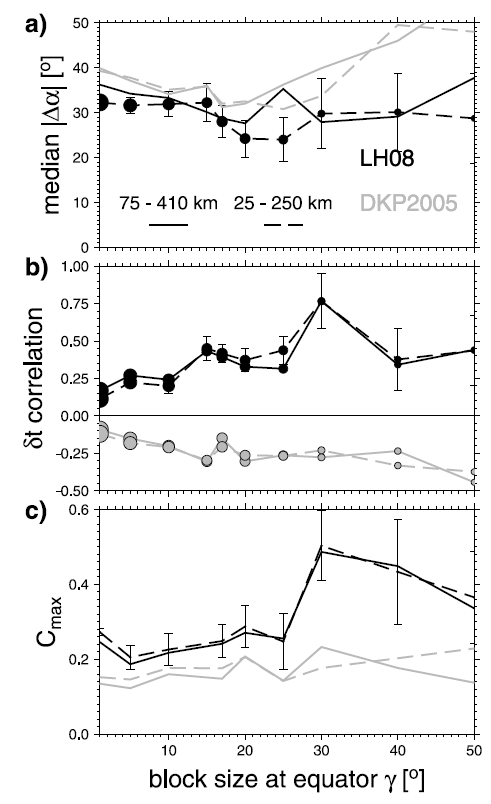 a)
50
40
30
20
10
0
median |Δα| [º]
LH08
75 - 410 km 25 - 250 km
DKP2005
b)
1.00
0.75
0.50
0.25
0.00
-0.25
-0.50
δt correlation
c)
0.6
0.4
0.2
0.0
Cmax
10 20 30 40 50
block size at equator γ [º]